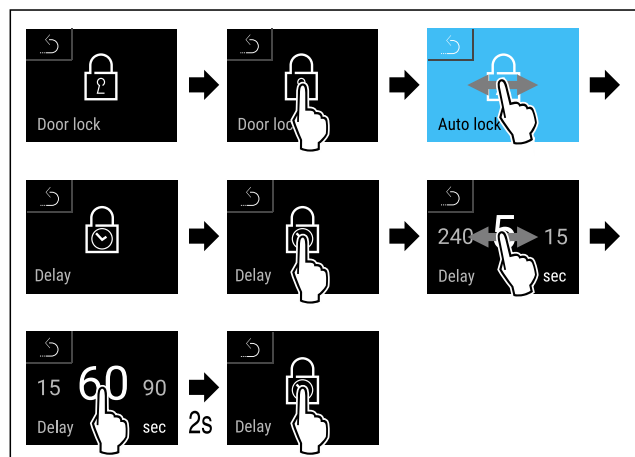 Door lock
Door loc
Auto lock
Delay
Delay
240 5 15
Delay sec
15 60 90
Delay sec
2s
Delay